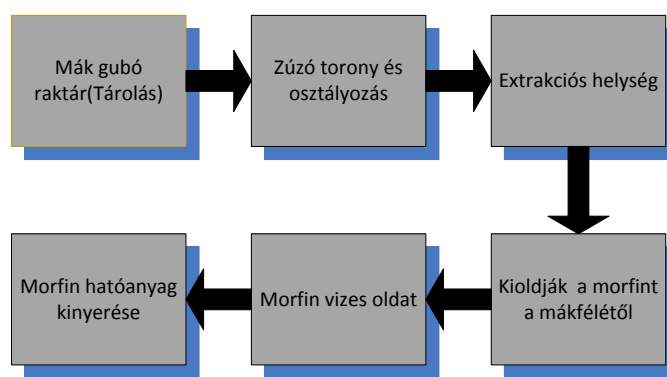 Mák gubó
raktár(Tárolás)
Zúzó torony és
osztályozás
Extrakciós helység
Kioldják a morfint
a mákfélétől
Morfin vizes oldat
Morfin hatóanyag
kinyerése